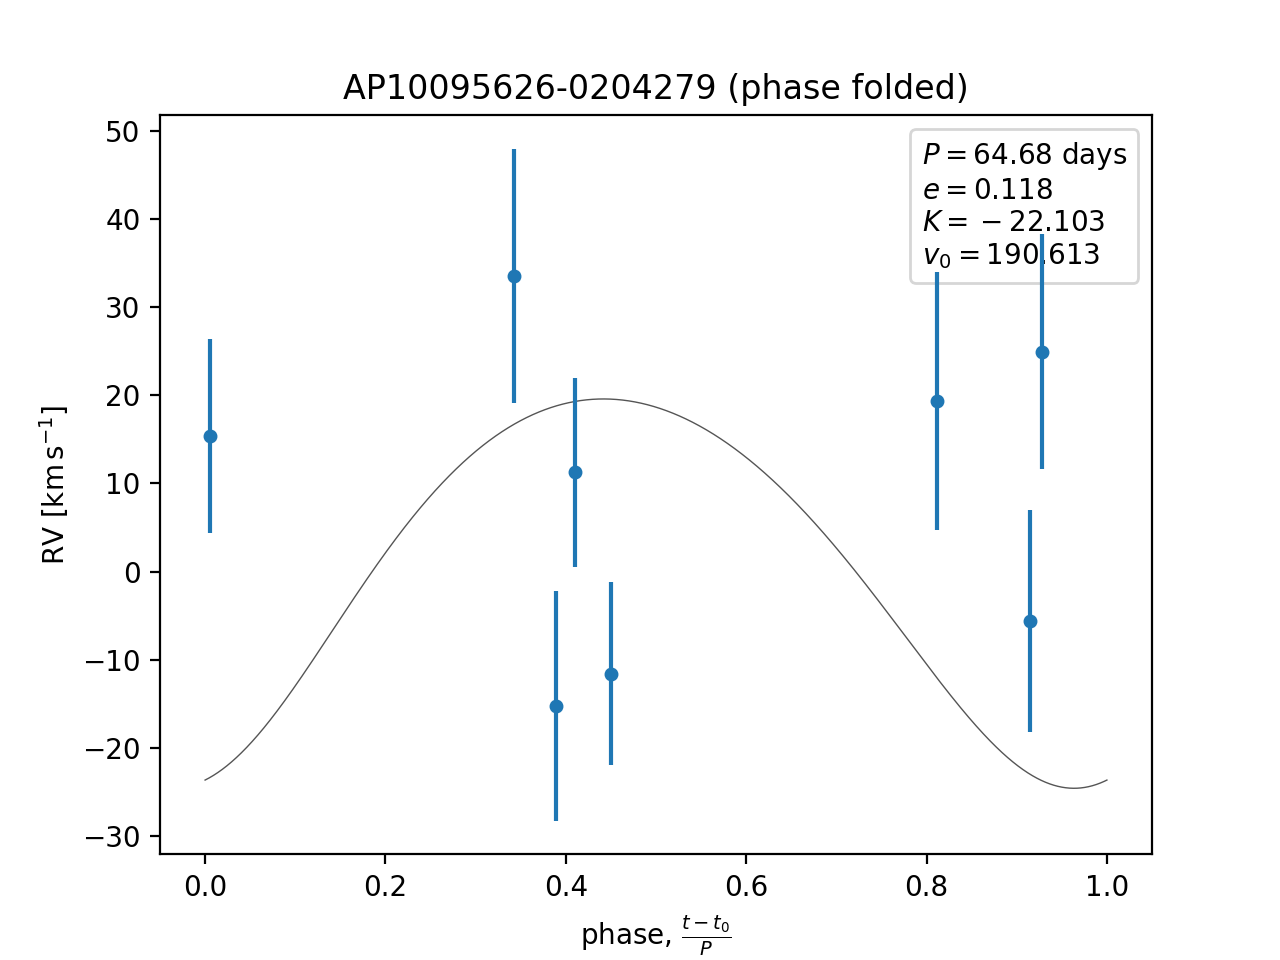 AP10095626-0204279 (phase folded)
P = 64.68 days
e = 0.118
K = −22.103
v₀ = 190.613
50
40
30
20
10
0
−10
−20
−30
RV [km s⁻¹]
0.0 0.2 0.4 0.6 0.8 1.0
phase, (t − t₀)/P